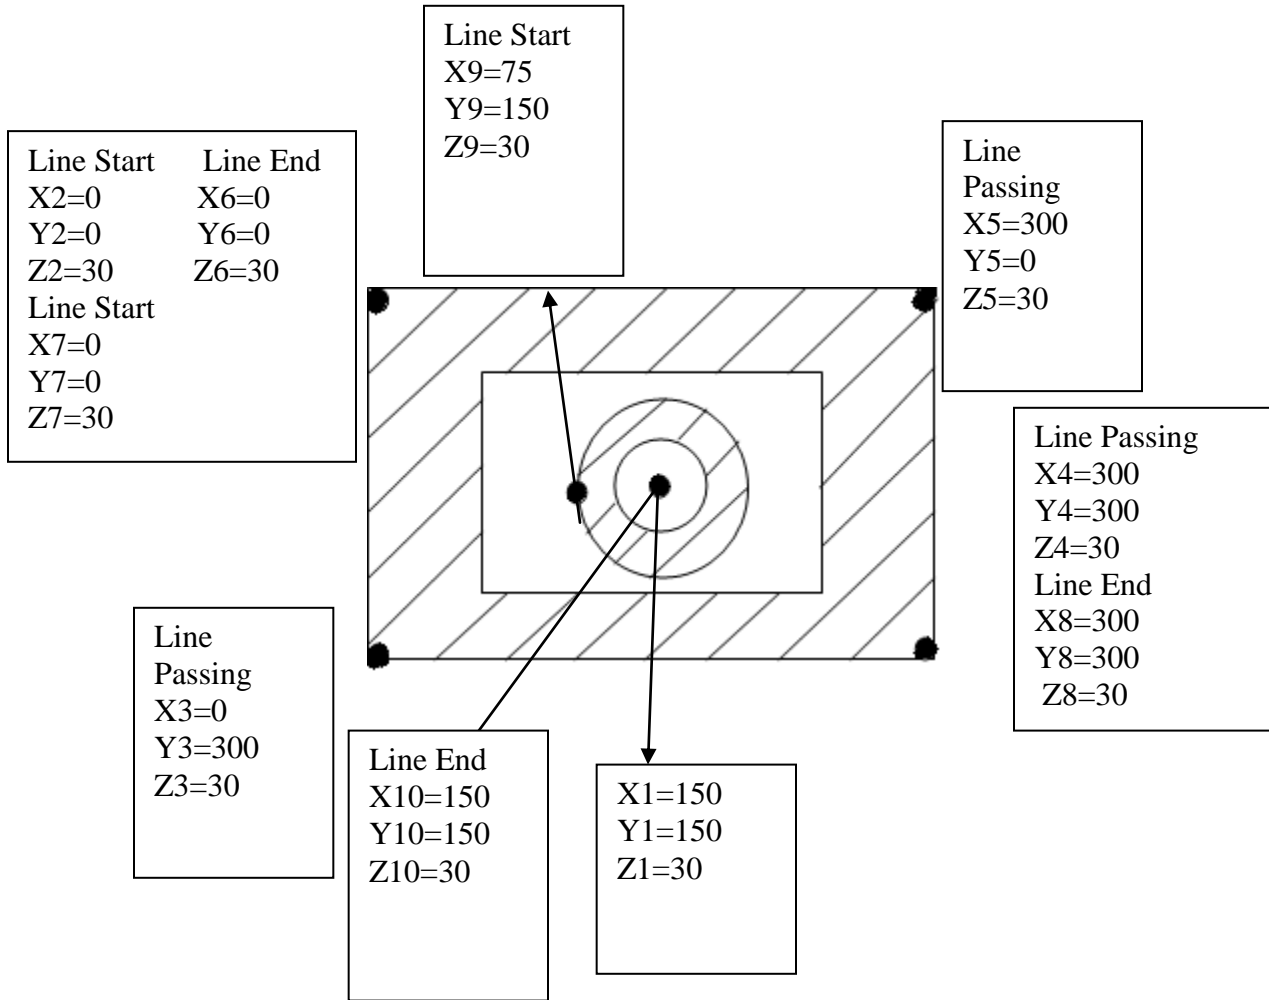 Line Start
X9=75
Y9=150
Z9=30
Line Start Line End
X2=0 X6=0
Y2=0 Y6=0
Z2=30 Z6=30
Line Start
X7=0
Y7=0
Z7=30
Line
Passing
X5=300
Y5=0
Z5=30
Line Passing
X4=300
Y4=300
Z4=30
Line End
X8=300
Y8=300
Z8=30
Line
Passing
X3=0
Y3=300
Z3=30
Line End
X10=150
Y10=150
Z10=30
X1=150
Y1=150
Z1=30